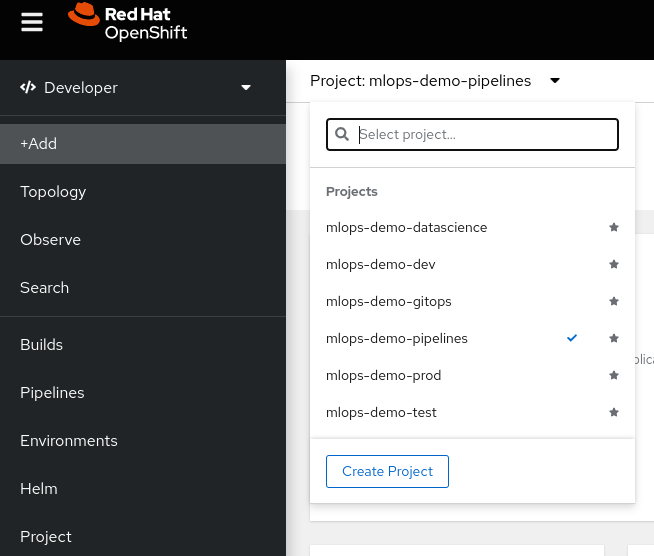 Red Hat
OpenShift
Developer
+Add
Topology
Observe
Search
Builds
Pipelines
Environments
Helm
Project
Project: mlops-demo-pipelines
Select project...
Projects
mlops-demo-datascience
mlops-demo-dev
mlops-demo-gitops
mlops-demo-pipelines
mlops-demo-prod
mlops-demo-test
Create Project